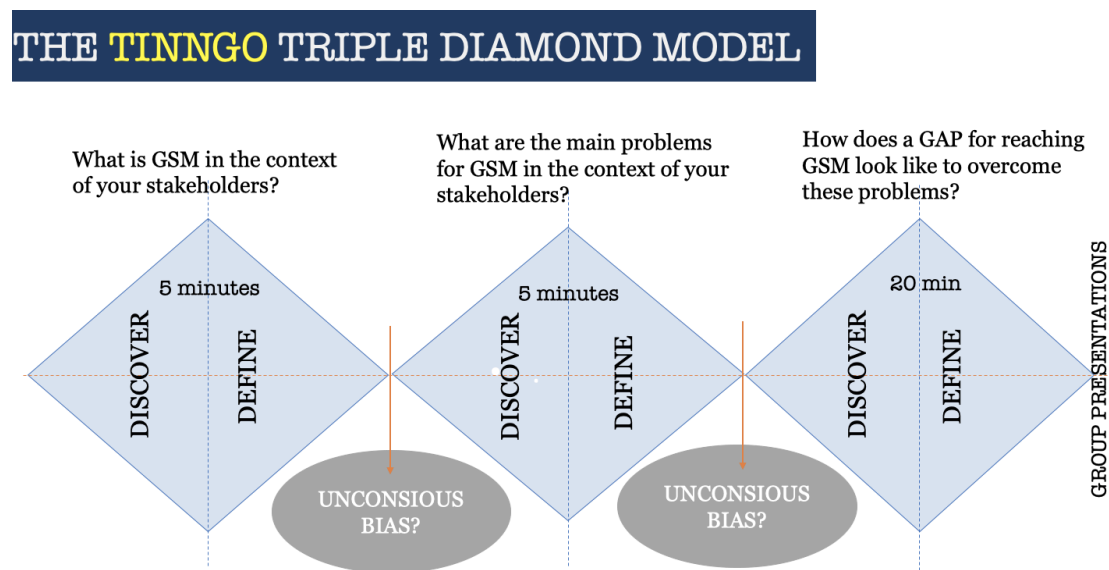 THE TINNGO TRIPLE DIAMOND MODEL
What is GSM in the context
of your stakeholders?
What are the main problems
for GSM in the context of your
stakeholders?
How does a GAP for reaching
GSM look like to overcome
these problems?
5 minutes
DISCOVER
DEFINE
5 minutes
DISCOVER
DEFINE
20 min
DISCOVER
DEFINE
GROUP PRESENTATIONS
UNCONSIOUS
BIAS?
UNCONSIOUS
BIAS?